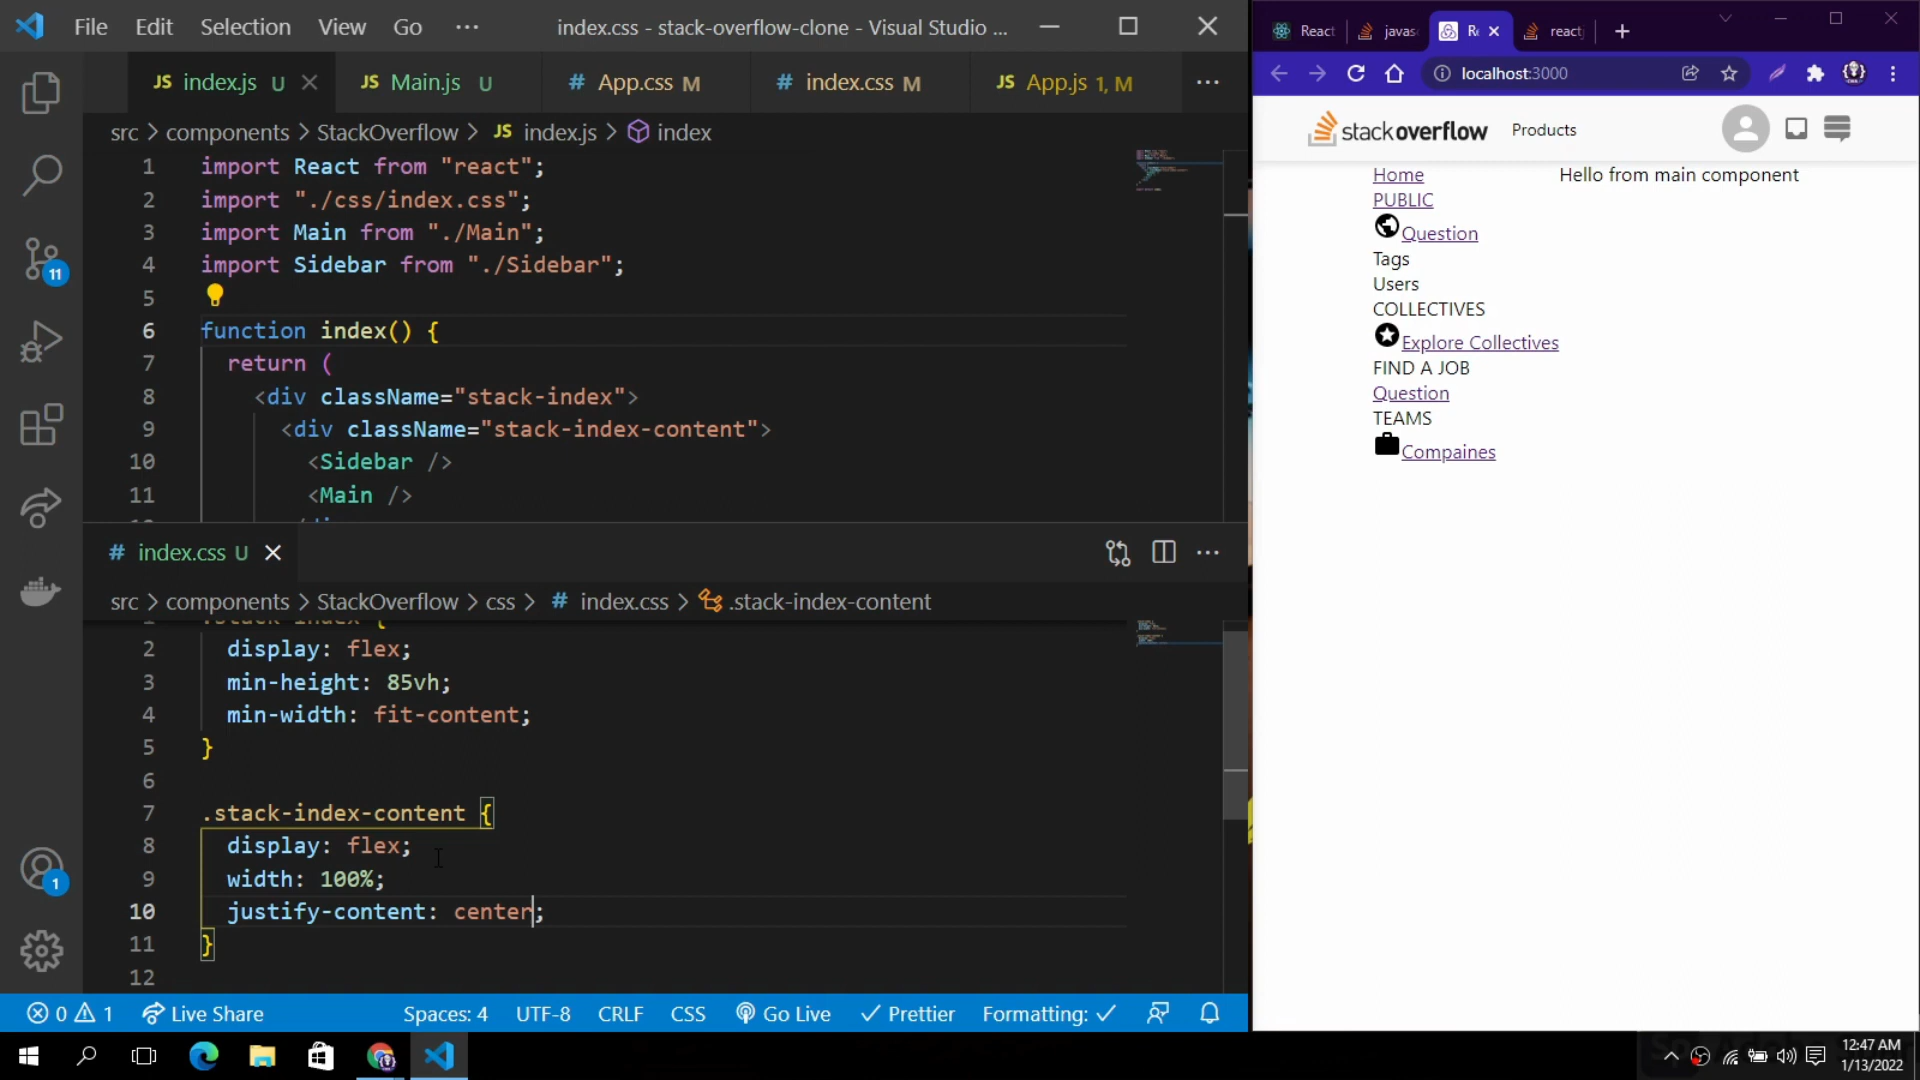 File Edit Selection View Go ··· index.css - stack-overflow-clone - Visual Studio ...
JS index.js U JS Main.js U # App.css M # index.css M JS App.js 1, M ···
src > components > StackOverflow > JS index.js > index
1 import React from "react";
2 import "./css/index.css";
3 import Main from "./Main";
4 import Sidebar from "./Sidebar";
5
6 function index() {
7 return (
8 <div className="stack-index">
9 <div className="stack-index-content">
10 <Sidebar />
11 <Main />
11
1
# index.css U
src > components > StackOverflow > css > # index.css > .stack-index-content
1 .stack-index {
2 display: flex;
3 min-height: 85vh;
4 min-width: fit-content;
5 }
6
7 .stack-index-content {
8 display: flex;
9 width: 100%;
10 justify-content: center;
11 }
12
0 1 Live Share Spaces: 4 UTF-8 CRLF CSS Go Live Prettier Formatting: ✓
React javas R react
localhost:3000
stackoverflow Products
Home
Hello from main component
PUBLIC
Question
Tags
Users
COLLECTIVES
Explore Collectives
FIND A JOB
Question
TEAMS
Compaines
12:47 AM
1/13/2022